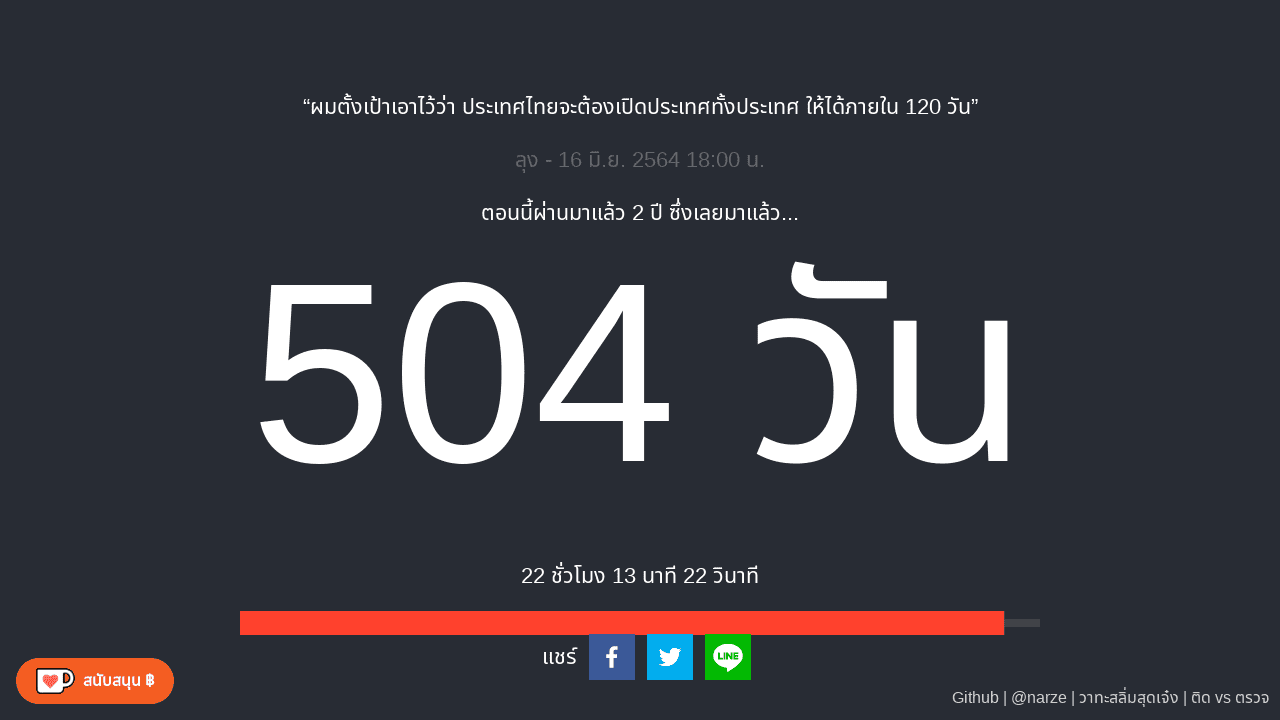 “ผมตั้งเป้าเอาไว้ว่า ประเทศไทยจะต้องเปิดประเทศทั้งประเทศ ให้ได้ภายใน 120 วัน”
ลุง - 16 มิ.ย. 2564 18:00 น.
ตอนนี้ผ่านมาแล้ว 2 ปี ซึ่งเลยมาแล้ว...
504 วัน
22 ชั่วโมง 13 นาที 22 วินาที
แชร์
LINE
สนับสนุน ฿
Github | @narze | วาทะสลิ่มสุดเจ๋ง | ติด vs ตรวจ